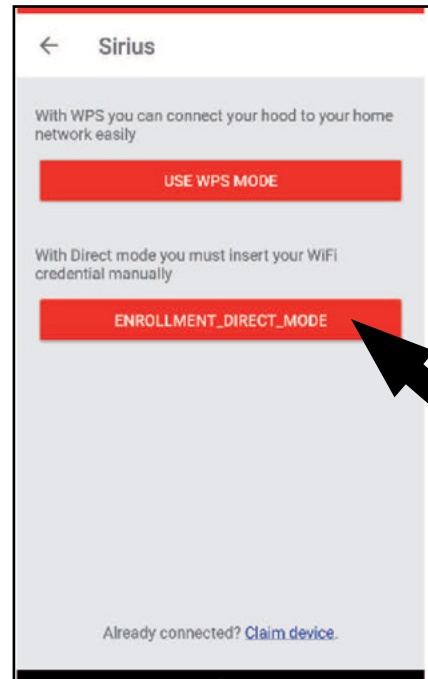 Sirius
With WPS you can connect your hood to your home
network easily
USE WPS MODE
With Direct mode you must insert your WiFi
credential manually
ENROLLMENT_DIRECT_MODE
Already connected? Claim device.